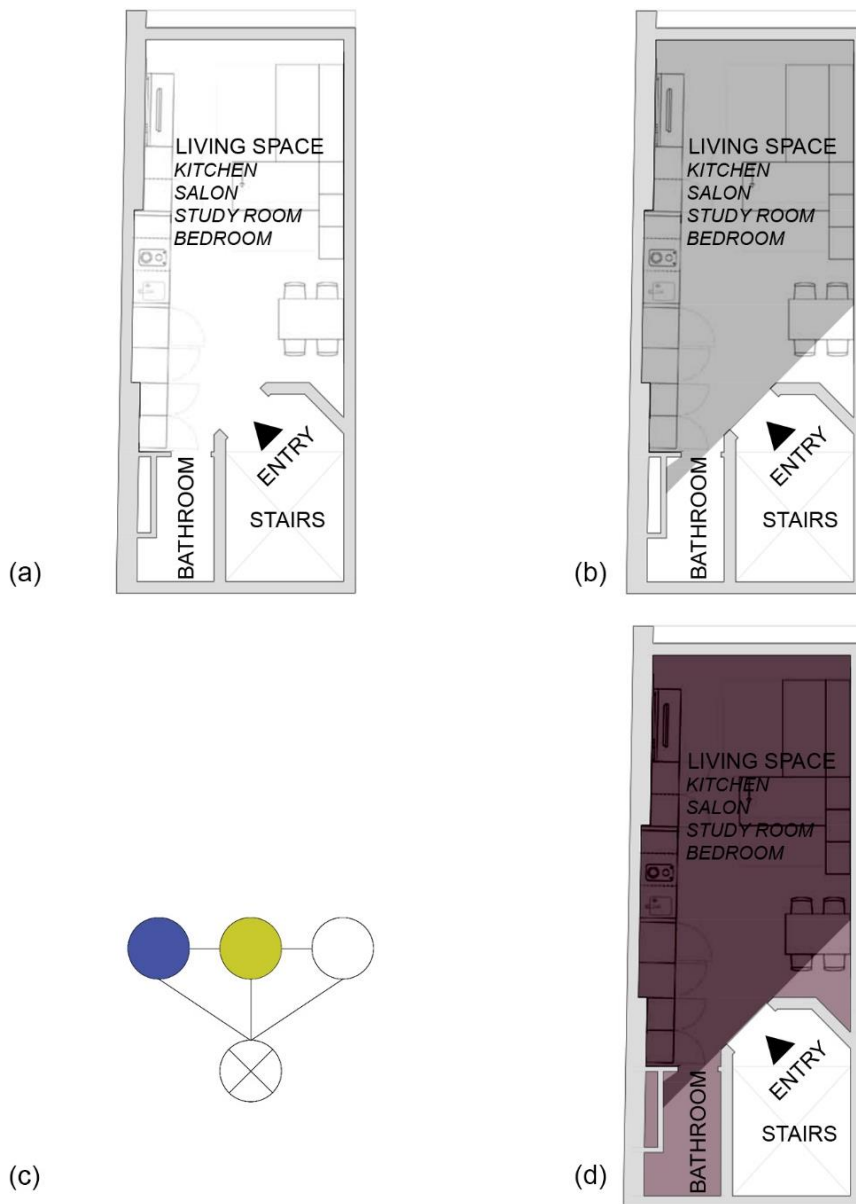 LIVING SPACE
KITCHEN
SALON
STUDY ROOM
BEDROOM
ENTRY
BATHROOM
STAIRS
(a)
LIVING SPACE
KITCHEN
SALON
STUDY ROOM
BEDROOM
ENTRY
BATHROOM
STAIRS
(b)
(c)
LIVING SPACE
KITCHEN
SALON
STUDY ROOM
BEDROOM
ENTRY
BATHROOM
STAIRS
(d)